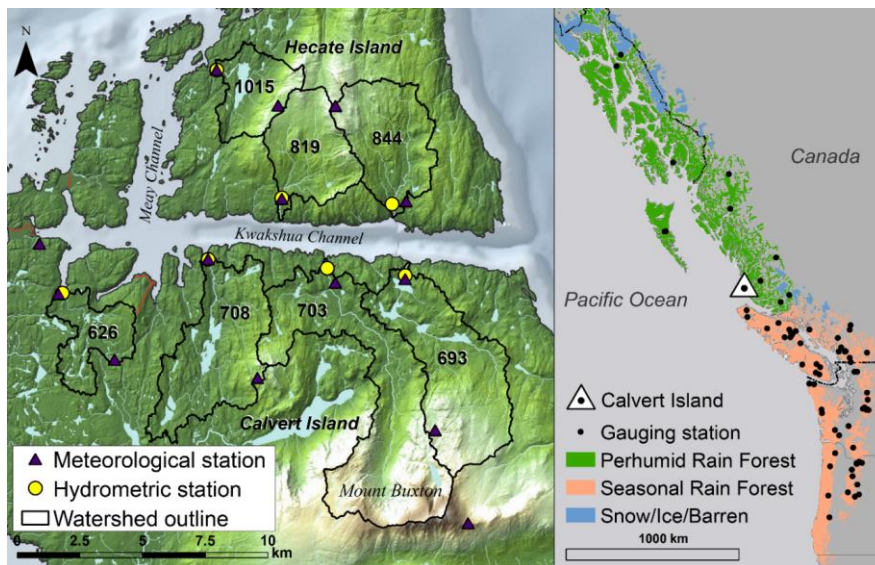 N
Hecate Island
1015
819
844
Meay Channel
Kwakshua Channel
626
708
703
693
Calvert Island
Mount Buxton
Meteorological station
Hydrometric station
Watershed outline
0 2.5 5 7.5 10
km
Canada
Pacific Ocean
Calvert Island
Gauging station
Perhumid Rain Forest
Seasonal Rain Forest
Snow/Ice/Barren
1000 km